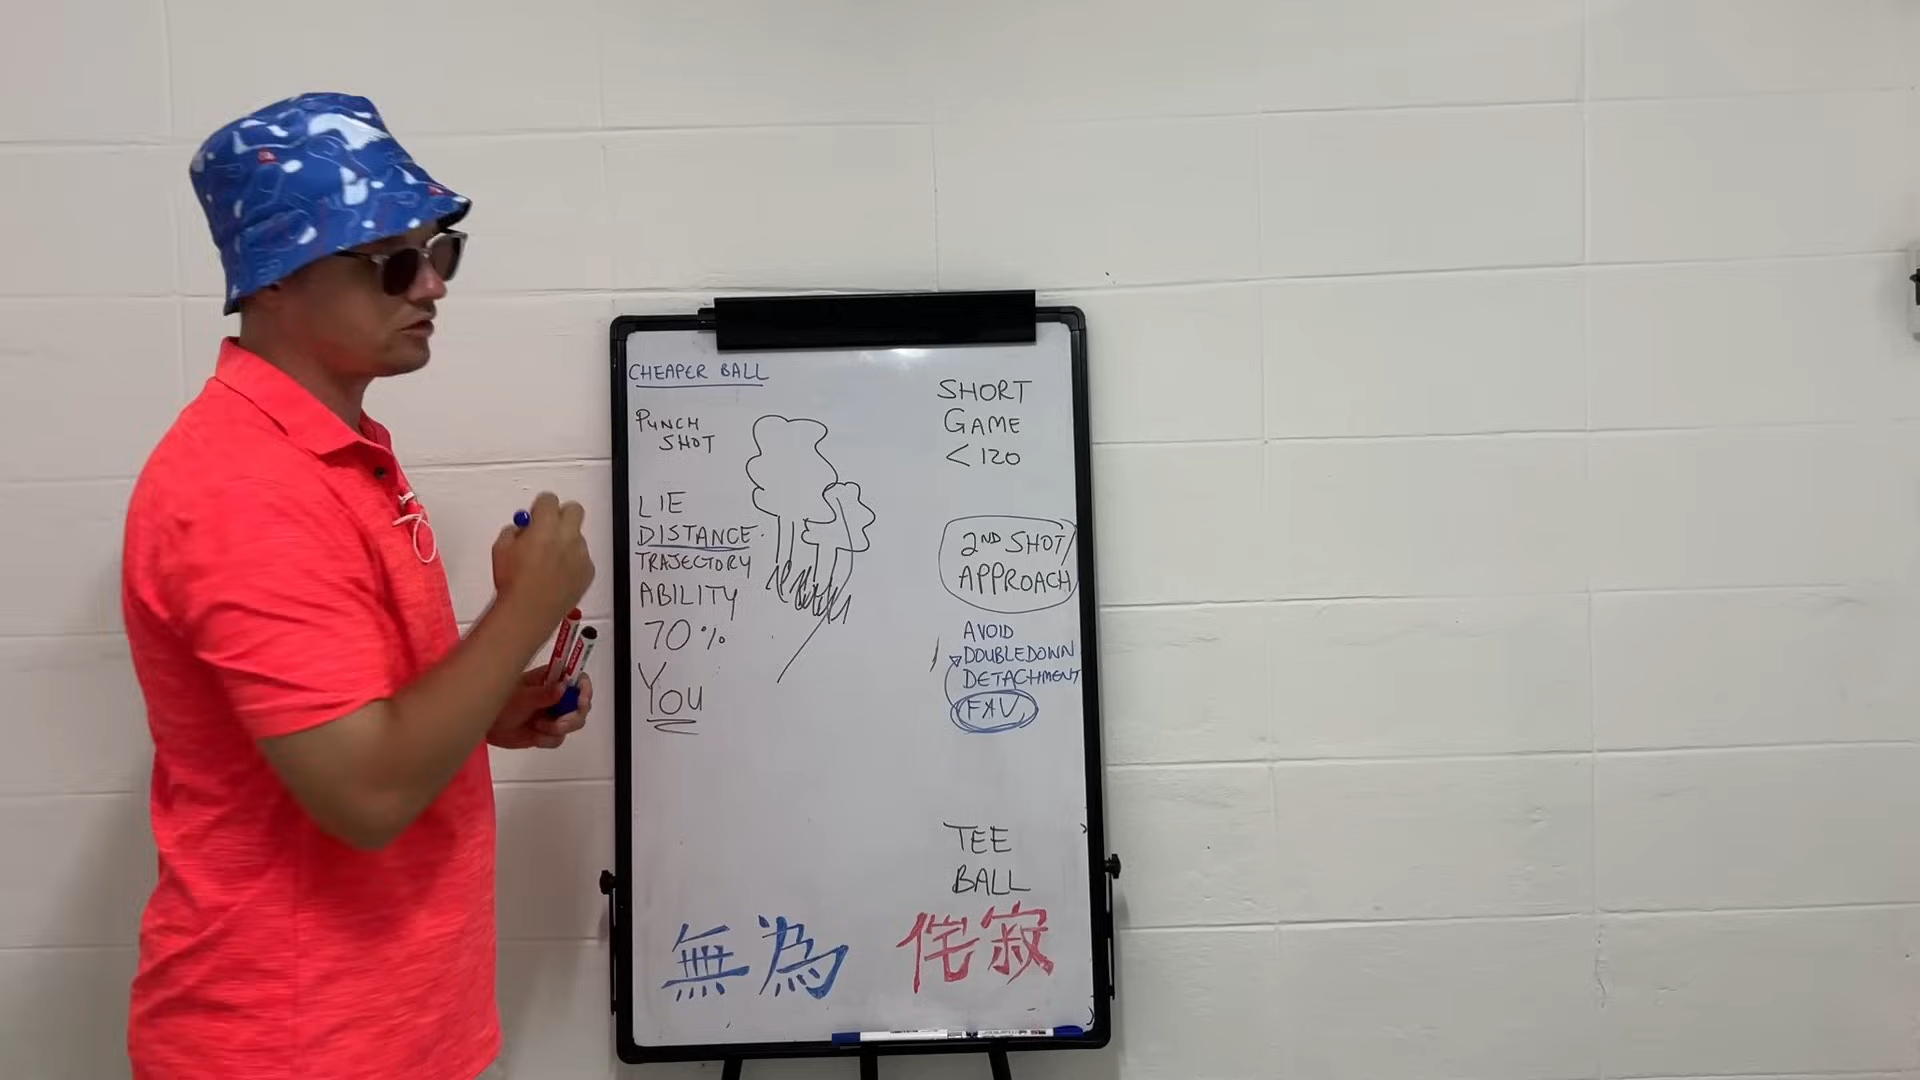 CHEAPER BALL
PUNCH
SHOT
LIE
DISTANCE
TRAJECTORY
ABILITY
70%
YOU
SHORT
GAME
<120
2ND SHOT/
APPROACH
AVOID
DOUBLEDOWN
DETACHMENT
TEE
BALL
無為
侘寂